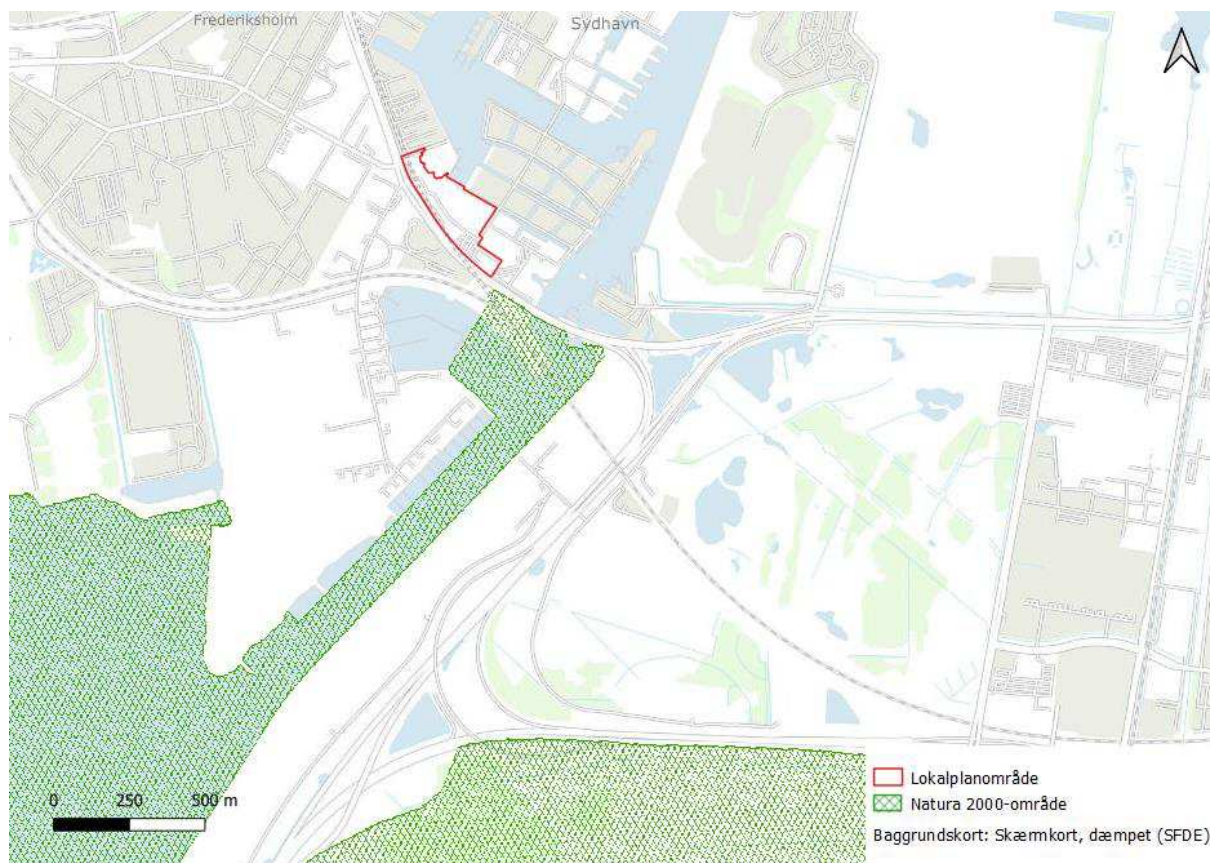 Frederiksholm
Sydhavn
0 250 500 m
Lokalplanområde
Natura 2000-område
Baggrundskort: Skærmkort, dæmpet (SFDE)